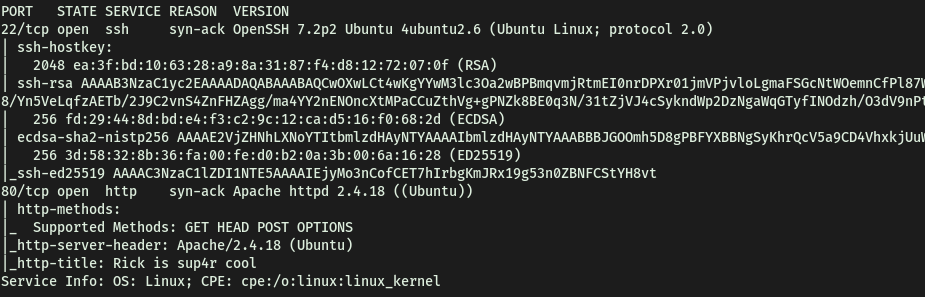 PORT   STATE SERVICE REASON  VERSION
22/tcp open  ssh     syn-ack OpenSSH 7.2p2 Ubuntu 4ubuntu2.6 (Ubuntu Linux; protocol 2.0)
| ssh-hostkey:
|   2048 ea:3f:bd:10:63:28:a9:8a:31:87:f4:d8:12:72:07:0f (RSA)
| ssh-rsa AAAAB3NzaC1yc2EAAAADAQABAAABAQCwOXwLCt4wKgYYwM3lc3Oa2wBPBmqvmjRtmEI0nrDPXr01jmVPjvloLgmaFSGcNtWOemnCfPl87W
8/Yn5VeLqfzAETb/2J9C2vnS4ZnFHZAgg/ma4YY2nENOncXtMPaCCuZthVg+gPNZk8BE0q3N/31tZjVJ4cSykndWp2DzNgaWqGTyfINOdzh/O3dV9nPt
|   256 fd:29:44:8d:bd:e4:f3:c2:9c:12:ca:d5:16:f0:68:2d (ECDSA)
| ecdsa-sha2-nistp256 AAAAE2VjZHNhLXNoYTItbmlzdHAyNTYAAAAIbmlzdHAyNTYAAABBBJGOOmh5D8gPBFYXBBNgSyKhrQcV5a9CD4VhxkjUuW
|   256 3d:58:32:8b:36:fa:00:fe:d0:b2:0a:3b:00:6a:16:28 (ED25519)
|_ssh-ed25519 AAAAC3NzaC1lZDI1NTE5AAAAIEjyMo3nCofCET7hIrbgKmJRx19g53n0ZBNFCStYH8vt
80/tcp open  http    syn-ack Apache httpd 2.4.18 ((Ubuntu))
| http-methods:
|_  Supported Methods: GET HEAD POST OPTIONS
|_http-server-header: Apache/2.4.18 (Ubuntu)
|_http-title: Rick is sup4r cool
Service Info: OS: Linux; CPE: cpe:/o:linux:linux_kernel